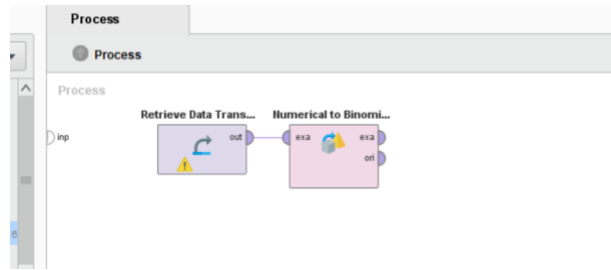 Process
Process
Process
Retrieve Data Trans... Numerical to Binomi...
inp out exa exa
ori